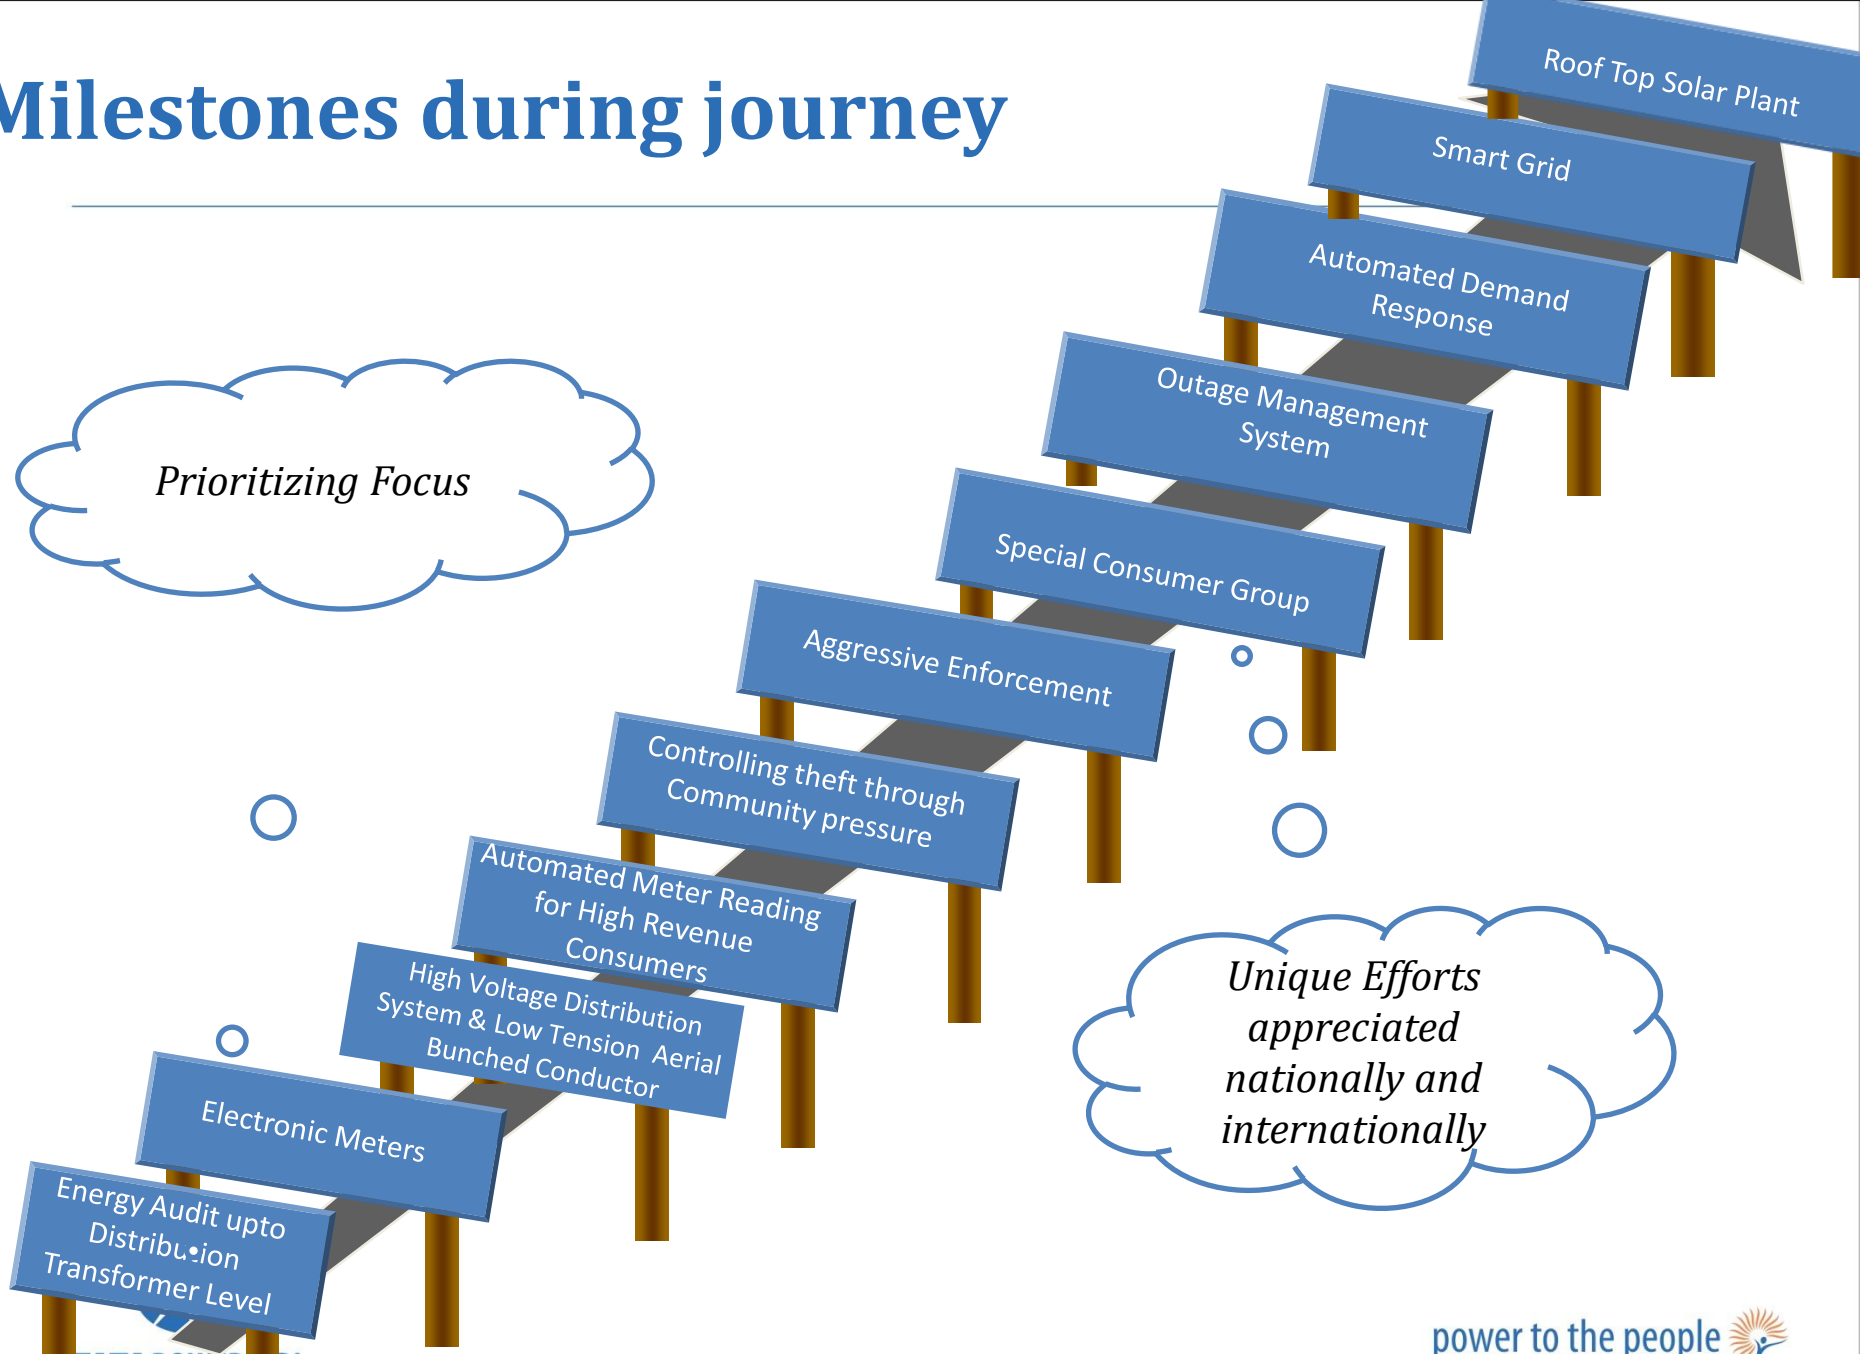 Milestones during journey
Roof Top Solar Plant
Smart Grid
Automated Demand
Response
Outage Management
System
Prioritizing Focus
Special Consumer Group
Aggressive Enforcement
Controlling theft through
Community pressure
Automated Meter Reading
for High Revenue
Consumers
High Voltage Distribution
System & Low Tension Aerial
Bunched Conductor
Electronic Meters
Energy Audit upto
Distribution
Transformer Level
Unique Efforts
appreciated
nationally and
internationally
power to the people